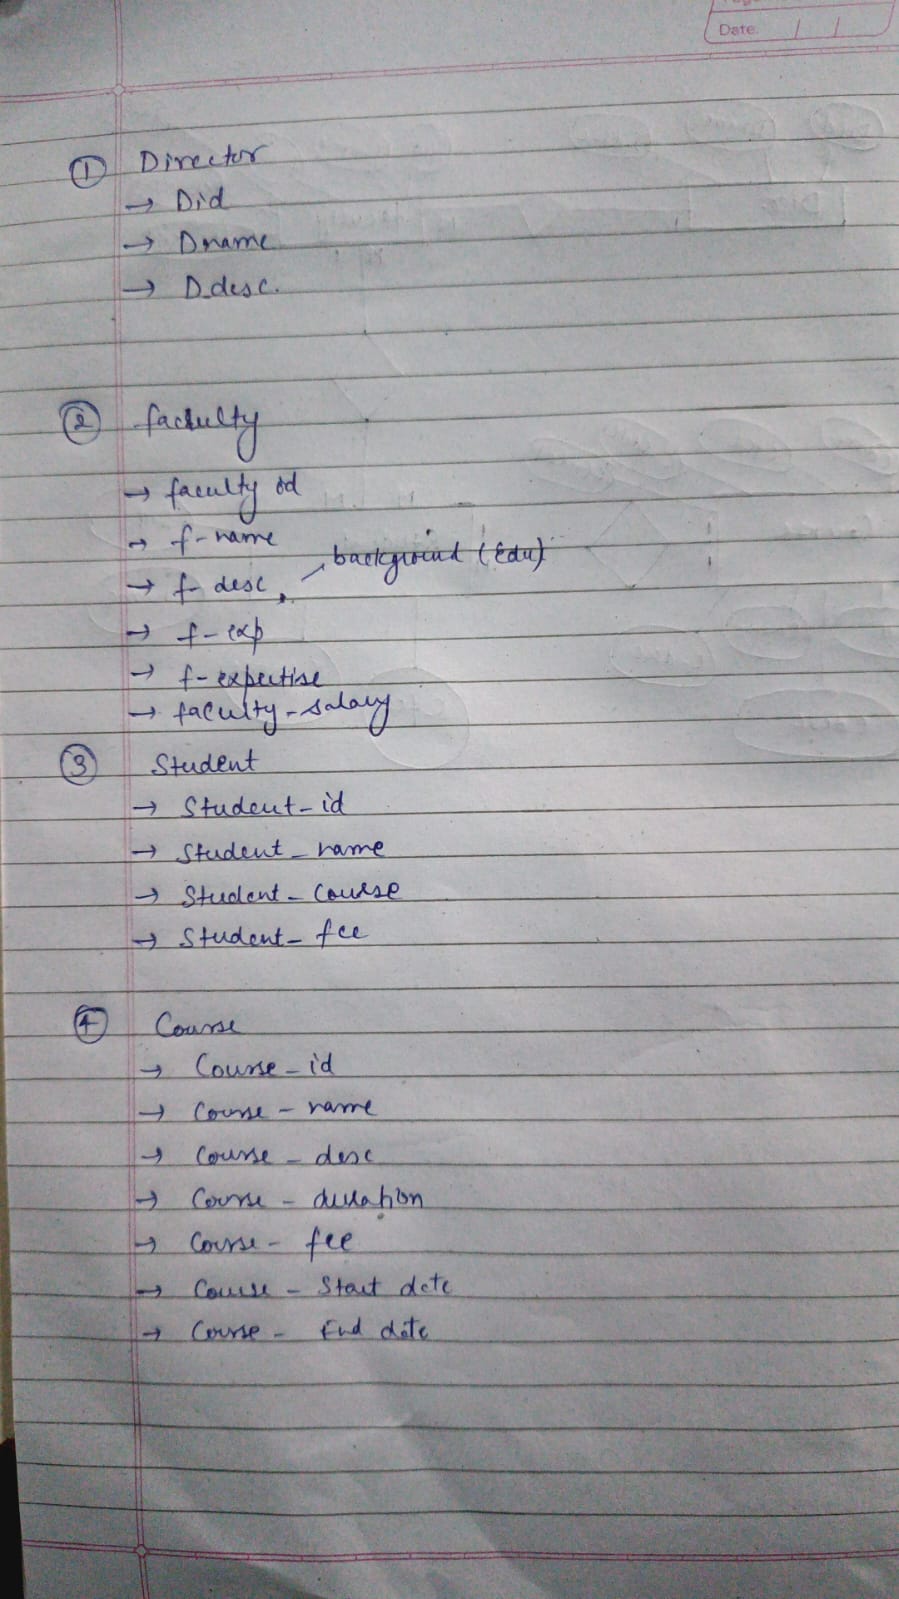 Date / /
① Director
→ Did
→ Dname
→ D_desc.
② faculty
→ faculty id
→ f-name
background (Edu)
→ f-desc,
→ f-exp
→ f-expertise
→ faculty-salary
③ Student
→ Student-id
→ Student_name
→ Student-course
→ Student-fee
④ Course
→ Course-id
→ Course-name
→ Course-desc
→ Course-duration
→ Course-fee
→ Course-Start date
→ Course-End date